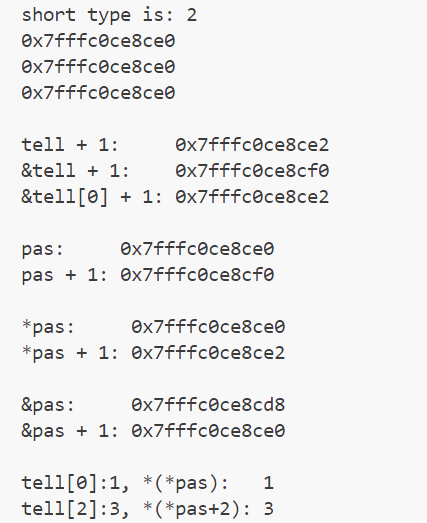 short type is: 2
0x7fffc0ce8ce0
0x7fffc0ce8ce0
0x7fffc0ce8ce0
tell + 1:     0x7fffc0ce8ce2
&tell + 1:    0x7fffc0ce8cf0
&tell[0] + 1: 0x7fffc0ce8ce2
pas:     0x7fffc0ce8ce0
pas + 1: 0x7fffc0ce8cf0
*pas:     0x7fffc0ce8ce0
*pas + 1: 0x7fffc0ce8ce2
&pas:     0x7fffc0ce8cd8
&pas + 1: 0x7fffc0ce8ce0
tell[0]:1, *(*pas):   1
tell[2]:3, *(*pas+2): 3